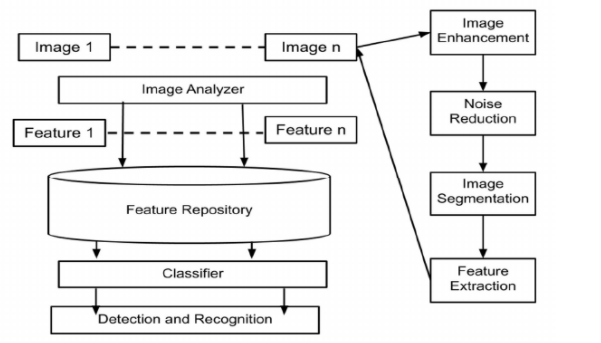 Image 1
Image n
Image
Enhancement
Image Analyzer
Noise
Reduction
Feature 1
Feature n
Image
Segmentation
Feature Repository
Classifier
Feature
Extraction
Detection and Recognition